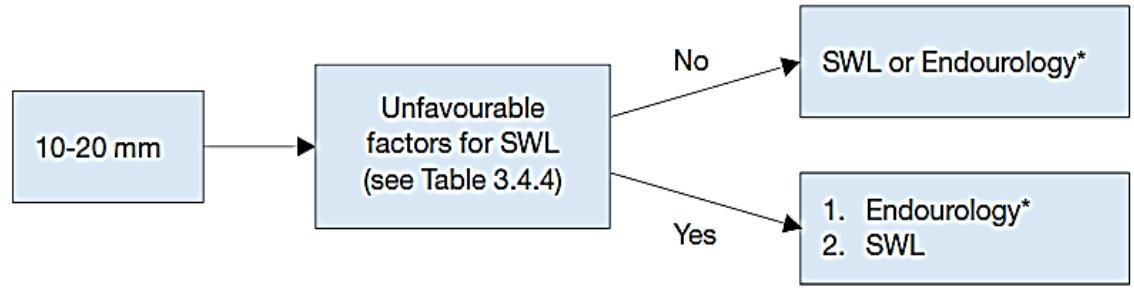 10-20 mm
Unfavourable
factors for SWL
(see Table 3.4.4)
No
SWL or Endourology*
Yes
1. Endourology*
2. SWL